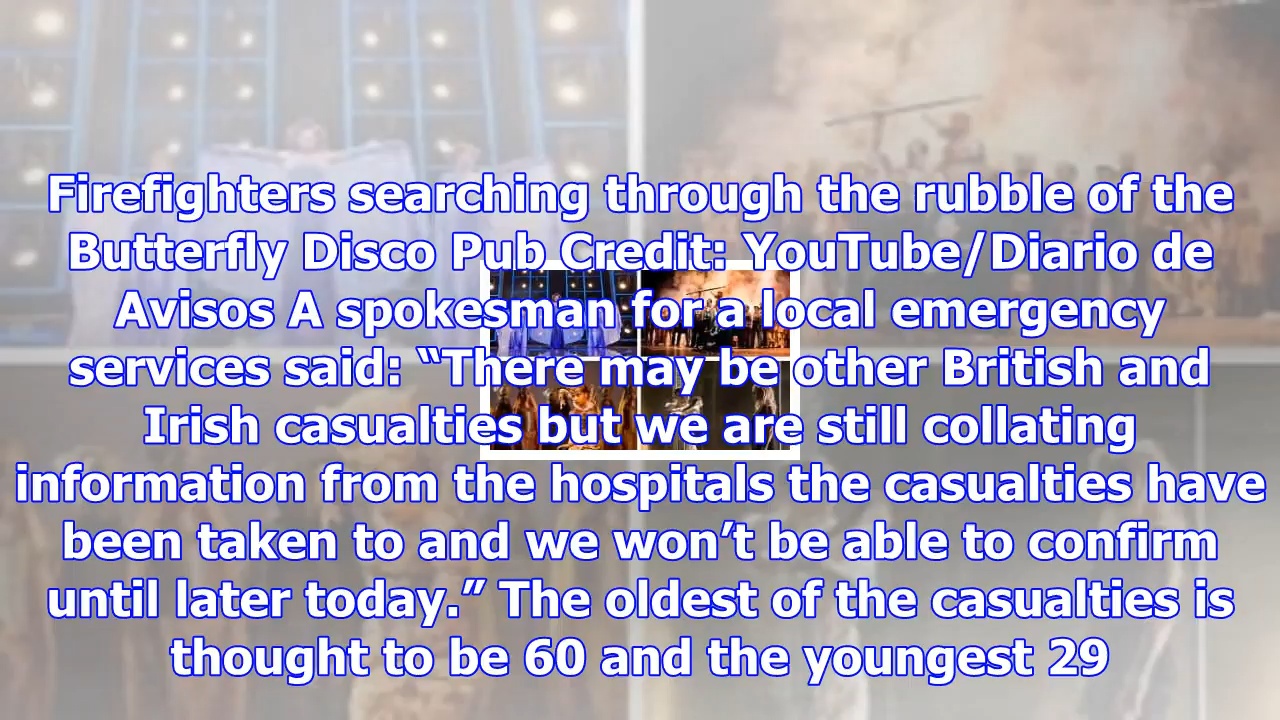 Firefighters searching through the rubble of the
Butterfly Disco Pub Credit: YouTube/Diario de
Avisos A spokesman for a local emergency
services said: “There may be other British and
Irish casualties but we are still collating
information from the hospitals the casualties have
been taken to and we won’t be able to confirm
until later today.” The oldest of the casualties is
thought to be 60 and the youngest 29